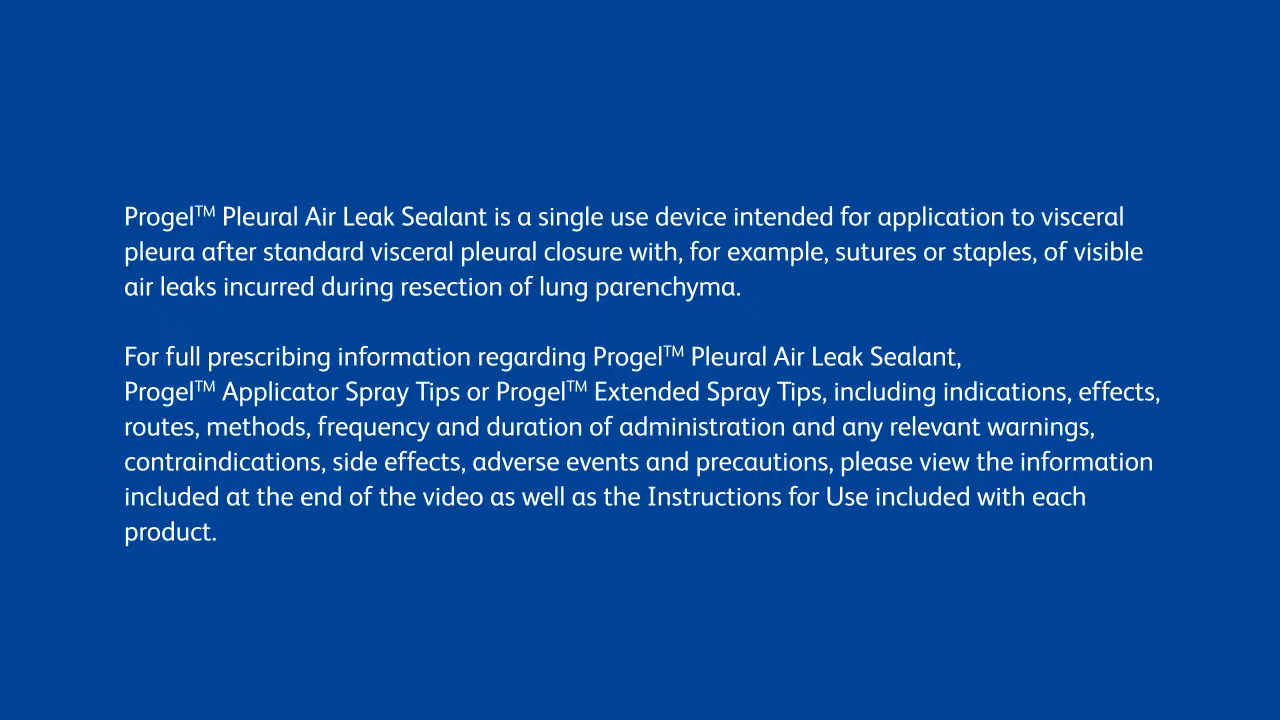 Progel™ Pleural Air Leak Sealant is a single use device intended for application to visceral
pleura after standard visceral pleural closure with, for example, sutures or staples, of visible
air leaks incurred during resection of lung parenchyma.
For full prescribing information regarding Progel™ Pleural Air Leak Sealant,
Progel™ Applicator Spray Tips or Progel™ Extended Spray Tips, including indications, effects,
routes, methods, frequency and duration of administration and any relevant warnings,
contraindications, side effects, adverse events and precautions, please view the information
included at the end of the video as well as the Instructions for Use included with each
product.